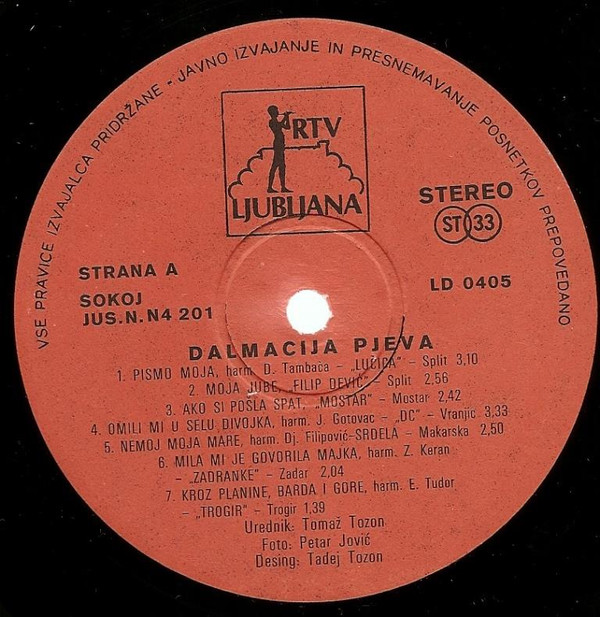 VSE PRAVICE IZVAJALCA PRIDRŽANE - JAVNO IZVAJANJE IN PRESNEMAVANJE POSNETKOV PREPOVEDANO
RTV
LJUBLJANA
STEREO
ST 33
STRANA A
SOKOJ
JUS.N.N4 201
LD 0405
DALMACIJA PJEVA
1. PISMO MOJA, harm. D. Tambača - „LUČICA" - Split 3,10
2. MOJA JUBE, „FILIP DEVIĆ" - Split 2,56
3. AKO SI POŠLA SPAT, „MOSTAR" - Mostar 2,42
4. OMILI MI U SELU DIVOJKA, harm. J. Gotovac - „DC" - Vranjic 3,33
5. NEMOJ MOJA MARE, harm. Dj. Filipović-SRDELA - Makarska 2,50
6. MILA MI JE GOVORILA MAJKA, harm. Z. Keran
- „ZADRANKE" - Zadar 2,04
7. KROZ PLANINE, BARDA I GORE, harm. E. Tudor
- „TROGIR" - Trogir 1,39
Urednik: Tomaž Tozon
Foto: Petar Jović
Desing: Tadej Tozon